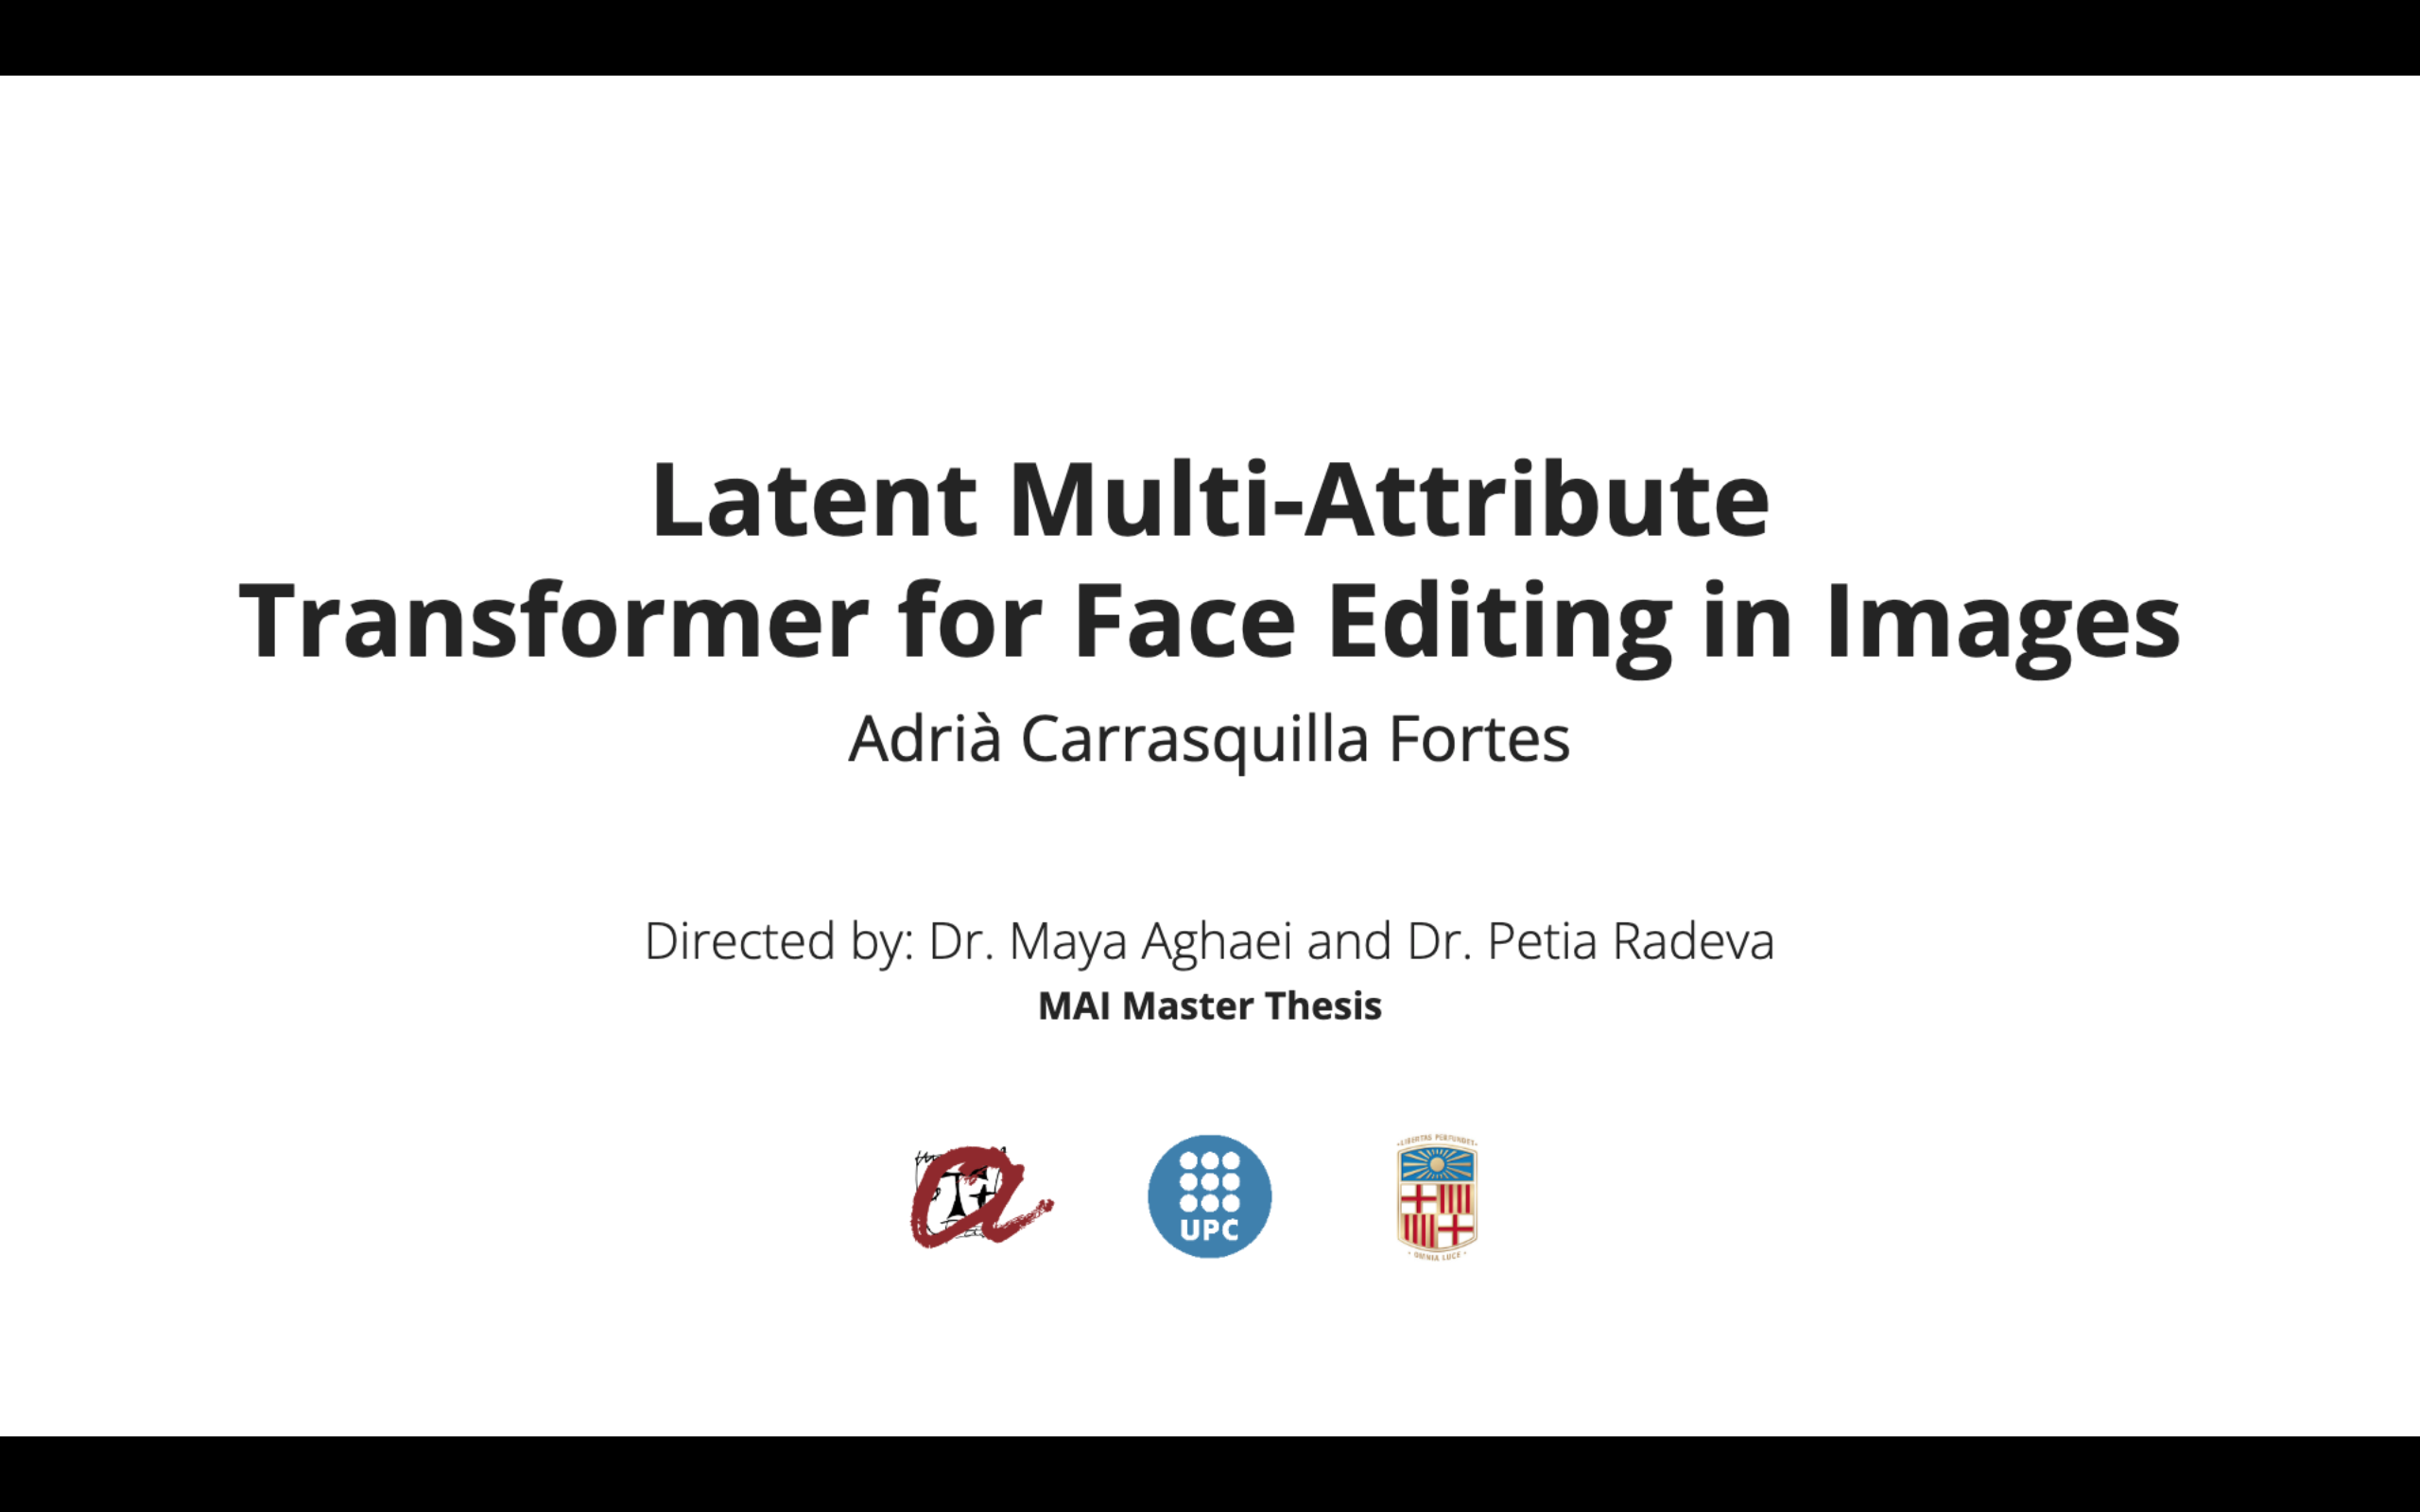 Latent Multi-Attribute
Transformer for Face Editing in Images
Adrià Carrasquilla Fortes
Directed by: Dr. Maya Aghaei and Dr. Petia Radeva
MAI Master Thesis
UPC
LIBERTAS PERFUNDET
OMNIA LUCE